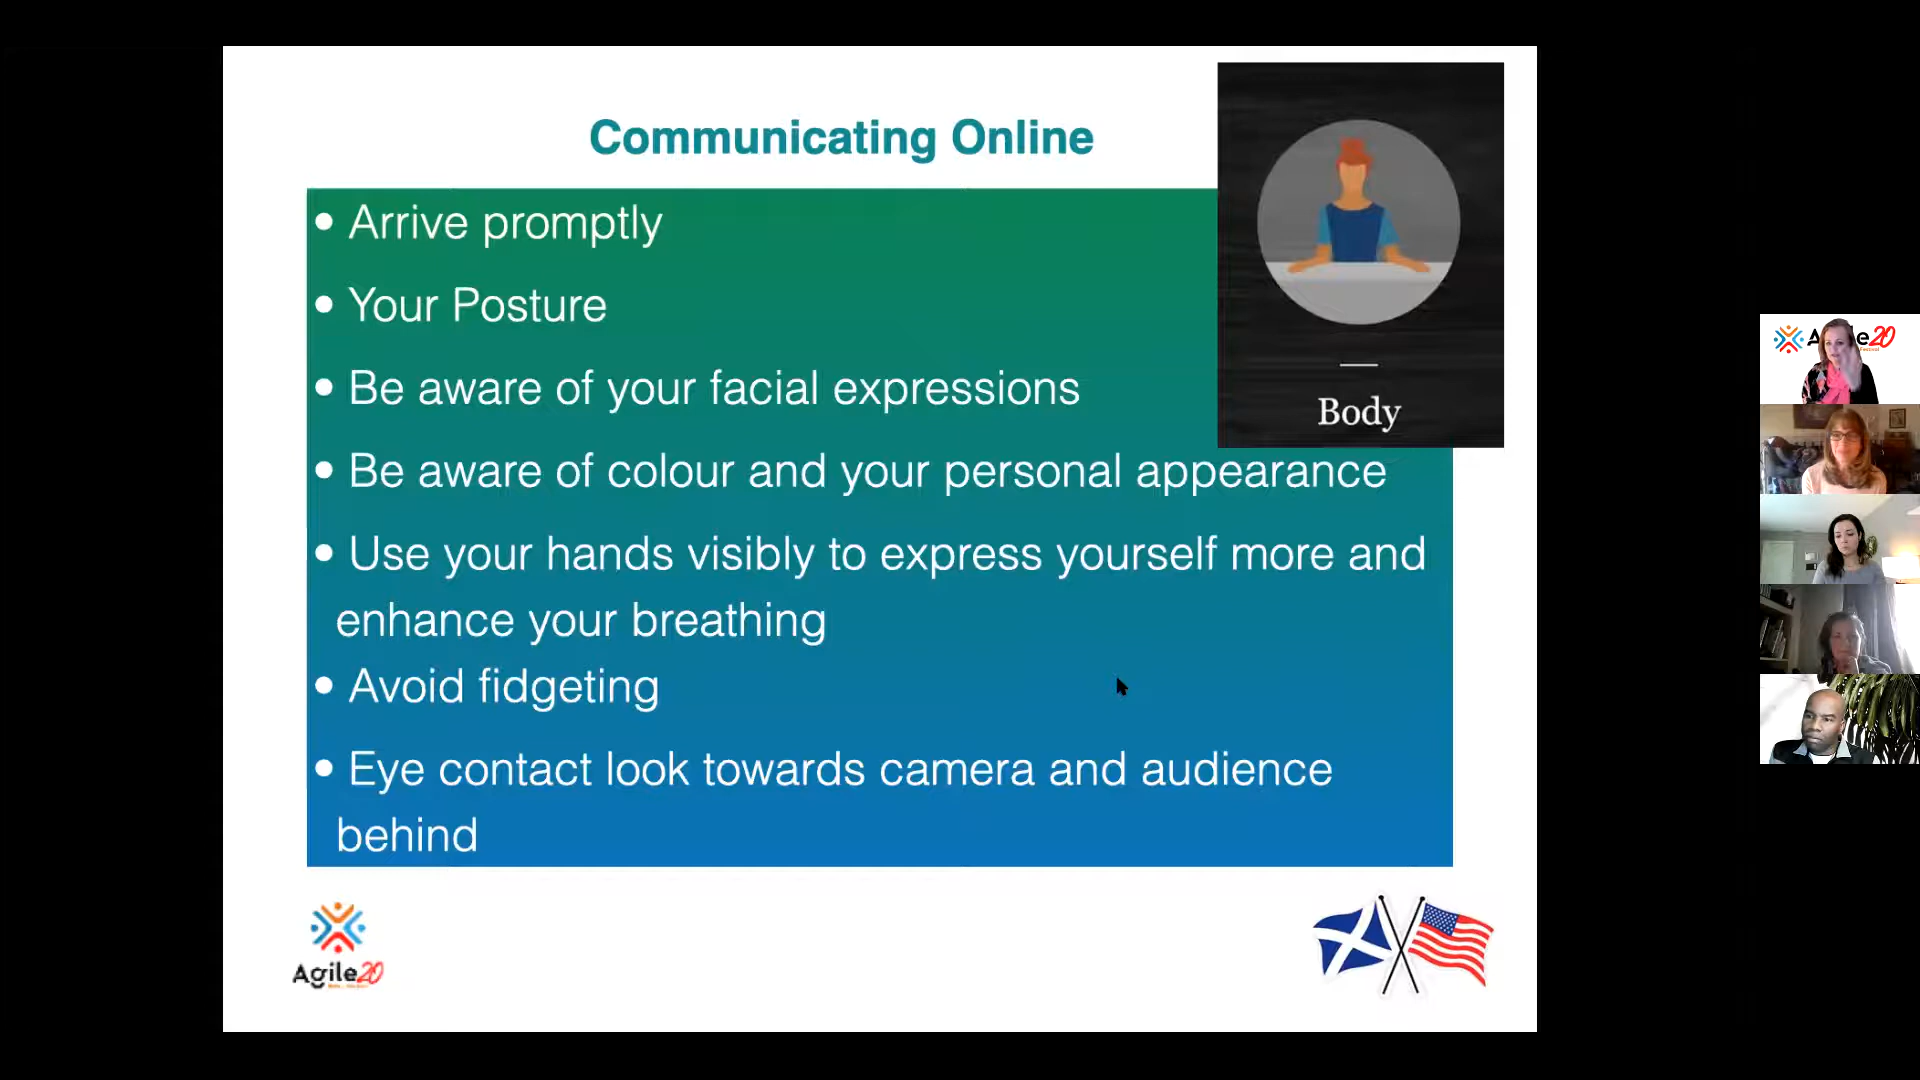 Communicating Online
• Arrive promptly
• Your Posture
• Be aware of your facial expressions
• Be aware of colour and your personal appearance
• Use your hands visibly to express yourself more and
enhance your breathing
• Avoid fidgeting
• Eye contact look towards camera and audience
behind
Body
Agile20
20